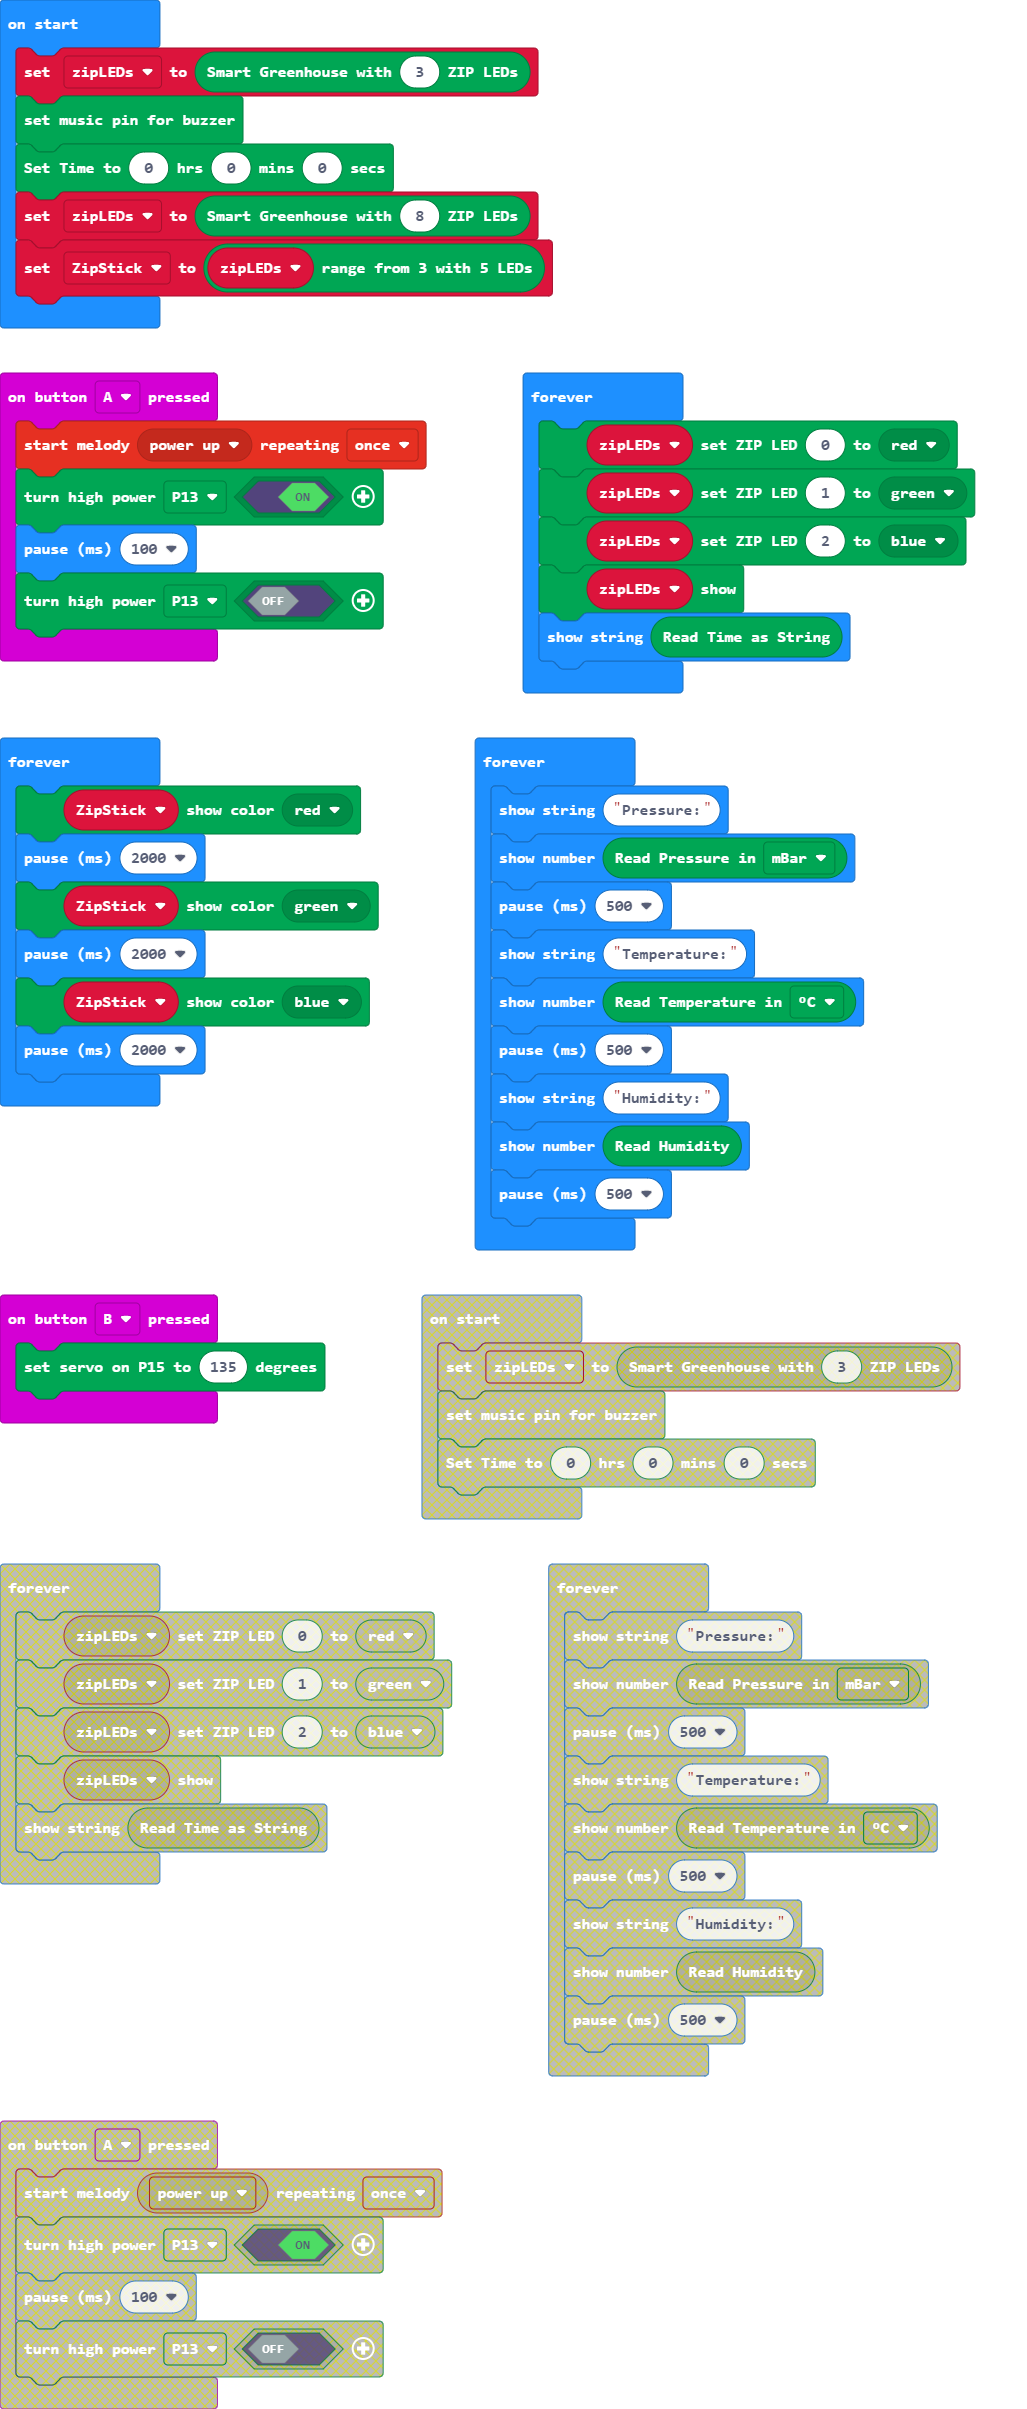 on start
set zipLEDs to Smart Greenhouse with 3 ZIP LEDs
set music pin for buzzer
Set Time to 0 hrs 0 mins 0 secs
set zipLEDs to Smart Greenhouse with 8 ZIP LEDs
set ZipStick to zipLEDs range from 3 with 5 LEDs
on button A pressed
start melody power up repeating once
turn high power P13 ON
pause (ms) 100
turn high power P13 OFF
forever
zipLEDs set ZIP LED 0 to red
zipLEDs set ZIP LED 1 to green
zipLEDs set ZIP LED 2 to blue
zipLEDs show
show string Read Time as String
forever
ZipStick show color red
pause (ms) 2000
ZipStick show color green
pause (ms) 2000
ZipStick show color blue
pause (ms) 2000
forever
show string "Pressure:"
show number Read Pressure in mBar
pause (ms) 500
show string "Temperature:"
show number Read Temperature in ºC
pause (ms) 500
show string "Humidity:"
show number Read Humidity
pause (ms) 500
on button B pressed
set servo on P15 to 135 degrees
on start
set zipLEDs to Smart Greenhouse with 3 ZIP LEDs
set music pin for buzzer
Set Time to 0 hrs 0 mins 0 secs
forever
zipLEDs set ZIP LED 0 to red
zipLEDs set ZIP LED 1 to green
zipLEDs set ZIP LED 2 to blue
zipLEDs show
show string Read Time as String
forever
show string "Pressure:"
show number Read Pressure in mBar
pause (ms) 500
show string "Temperature:"
show number Read Temperature in ºC
pause (ms) 500
show string "Humidity:"
show number Read Humidity
pause (ms) 500
on button A pressed
start melody power up repeating once
turn high power P13 ON
pause (ms) 100
turn high power P13 OFF